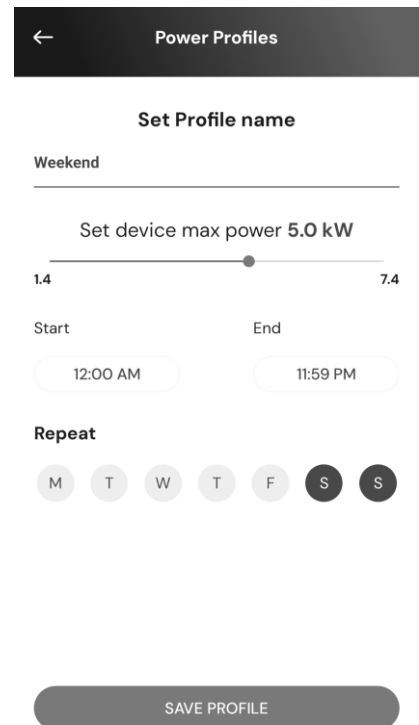 Power Profiles
Set Profile name
Weekend
Set device max power 5.0 kW
1.4 7.4
Start End
12:00 AM 11:59 PM
Repeat
M T W T F S S
SAVE PROFILE